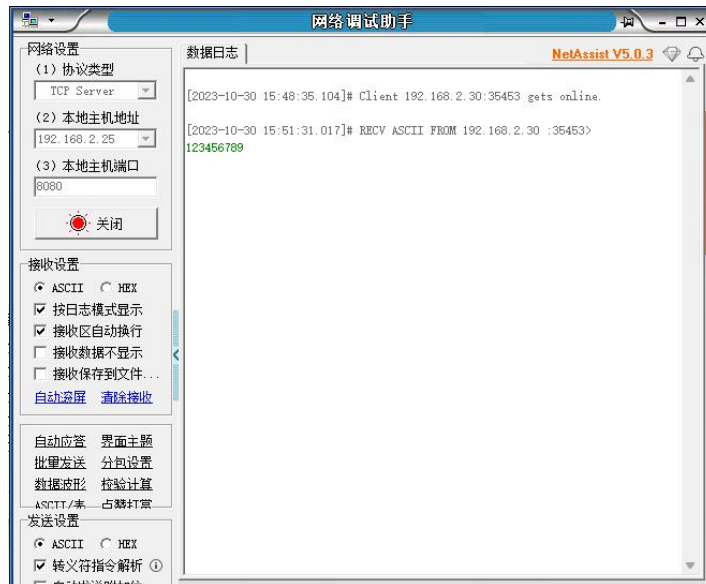 网络调试助手
网络设置
(1) 协议类型
TCP Server
(2) 本地主机地址
192.168.2.25
(3) 本地主机端口
8080
关闭
接收设置
ASCII HEX
按日志模式显示
接收区自动换行
接收数据不显示
接收保存到文件...
自动滚屏 清除接收
自动应答 界面主题
批量发送 分包设置
数据波形 校验计算
ASCII/表 点赞打赏
发送设置
ASCII HEX
转义符指令解析
数据日志
NetAssist V5.0.3
[2023-10-30 15:48:35.104]# Client 192.168.2.30:35453 gets online.
[2023-10-30 15:51:31.017]# RECV ASCII FROM 192.168.2.30 :35453>
123456789